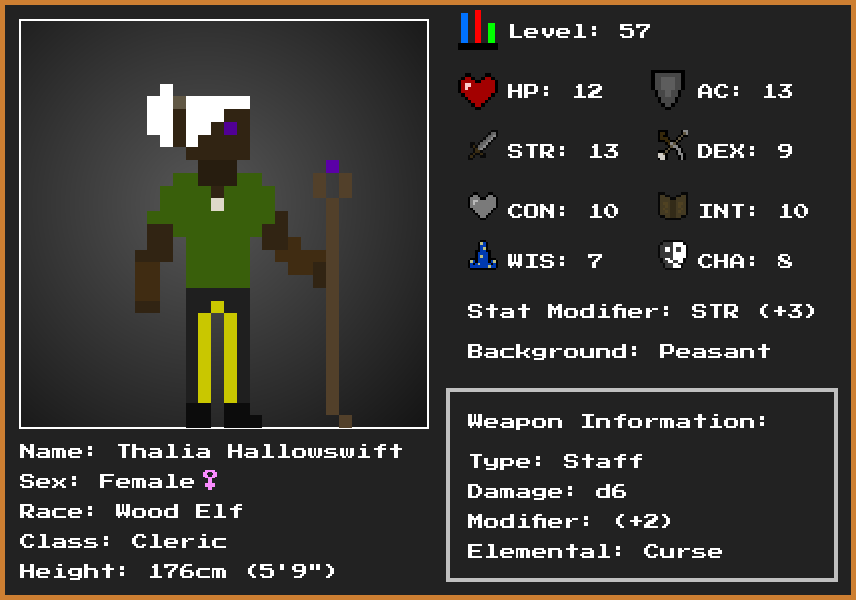 Level: 57
HP: 12
AC: 13
STR: 13
DEX: 9
CON: 10
INT: 10
WIS: 7
CHA: 8
Stat Modifier: STR (+3)
Background: Peasant
Weapon Information:
Type: Staff
Damage: d6
Modifier: (+2)
Elemental: Curse
Name: Thalia Hallowswift
Sex: Female♀
Race: Wood Elf
Class: Cleric
Height: 176cm (5'9")